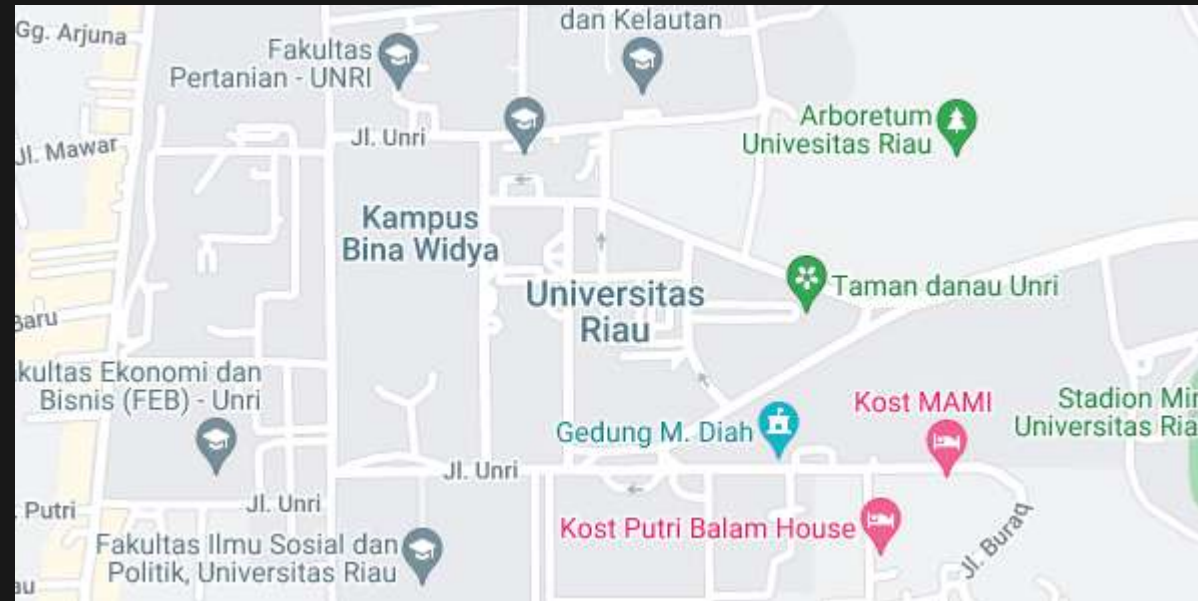 dan Kelautan
Gg. Arjuna
Fakultas
Pertanian - UNRI
Arboretum
Univesitas Riau
Jl. Unri
Jl. Mawar
Kampus
Bina Widya
Universitas
Riau
Taman danau Unri
Baru
kultas Ekonomi dan
Bisnis (FEB) - Unri
Kost MAMI
Stadion Min
Universitas Ria
Gedung M. Diah
Jl. Unri
Jl. Unri
. Putri
Kost Putri Balam House
Jl. Buraq
Fakultas Ilmu Sosial dan
Politik, Universitas Riau
au